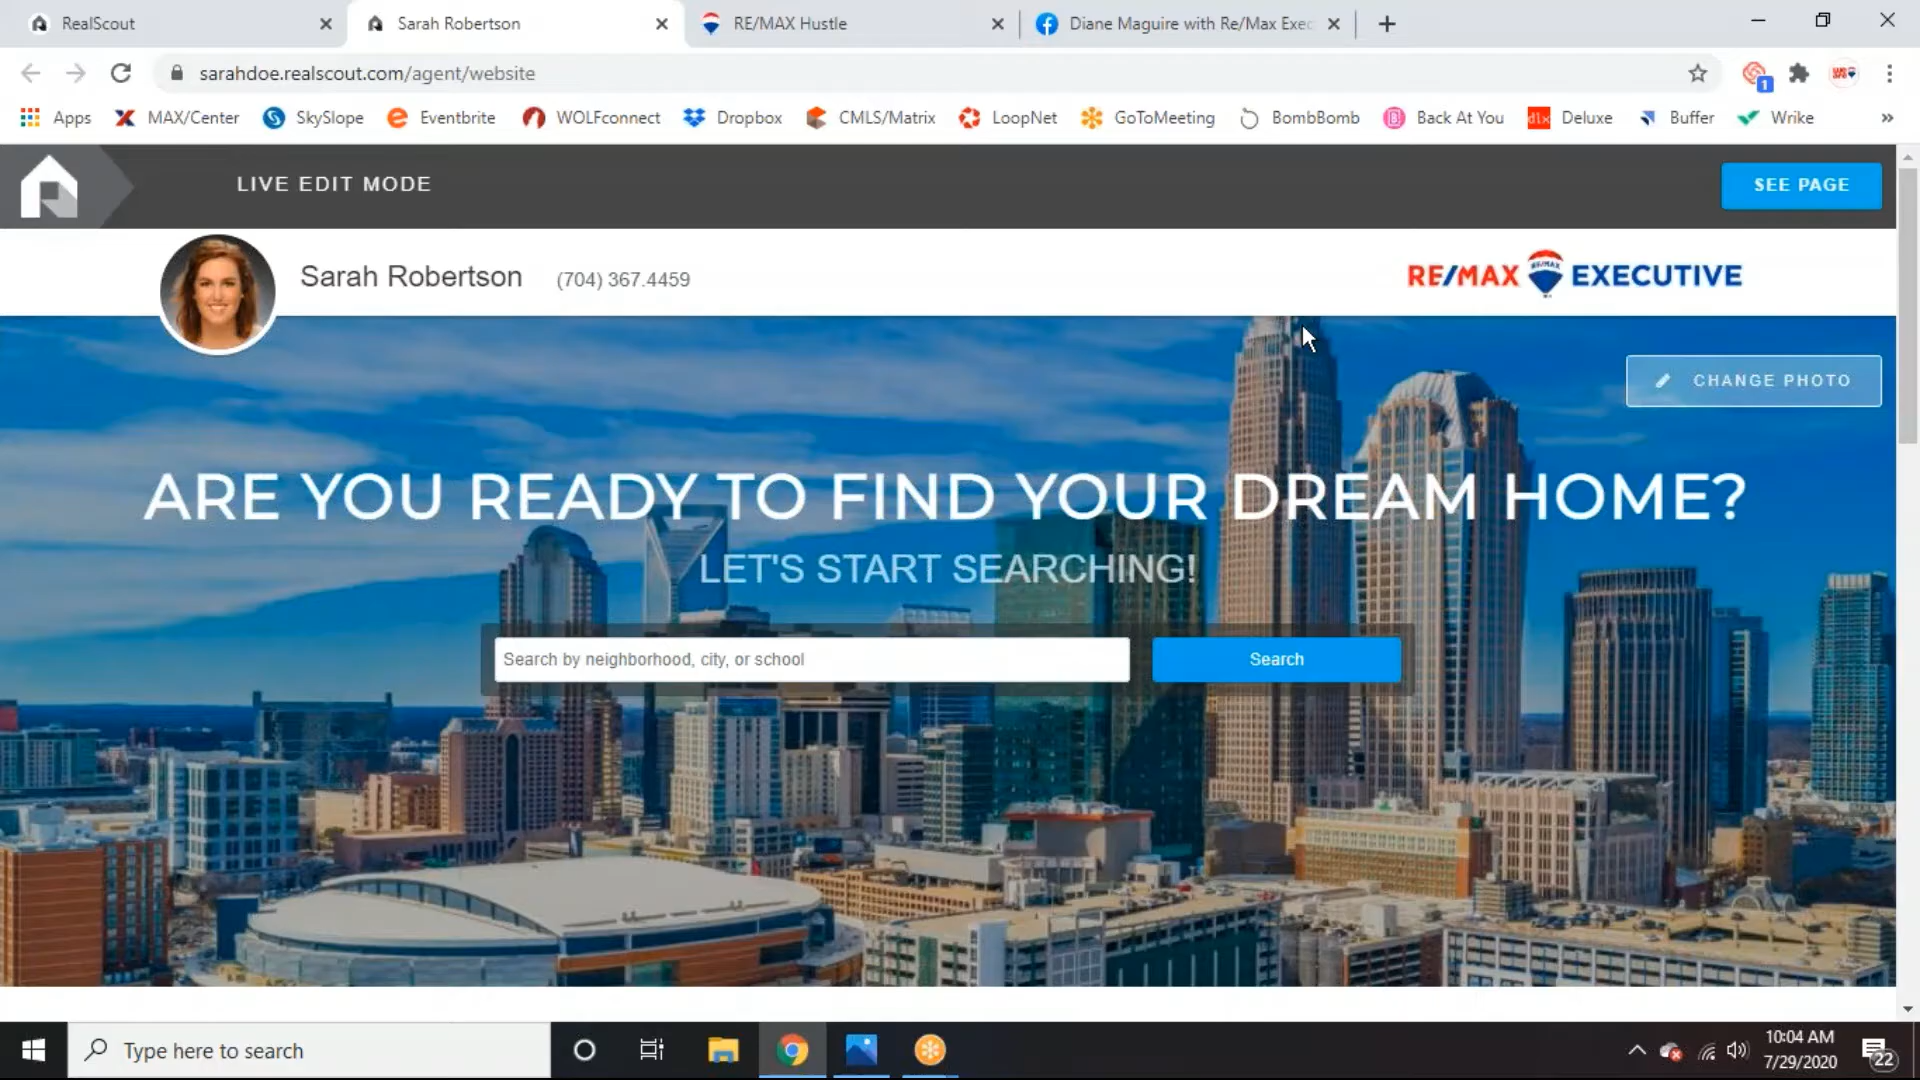 RealScout
Sarah Robertson
RE/MAX Hustle
Diane Maguire with Re/Max Exec
sarahdoe.realscout.com/agent/website
1
Apps
MAX/Center
SkySlope
Eventbrite
WOLFconnect
Dropbox
CMLS/Matrix
LoopNet
GoToMeeting
BombBomb
Back At You
dlx
Deluxe
Buffer
Wrike
LIVE EDIT MODE
SEE PAGE
Sarah Robertson
(704) 367.4459
RE/MAX
RE/MAX
EXECUTIVE
CHANGE PHOTO
ARE YOU READY TO FIND YOUR DREAM HOME?
LET'S START SEARCHING!
Search by neighborhood, city, or school
Search
Type here to search
10:04 AM
7/29/2020
22